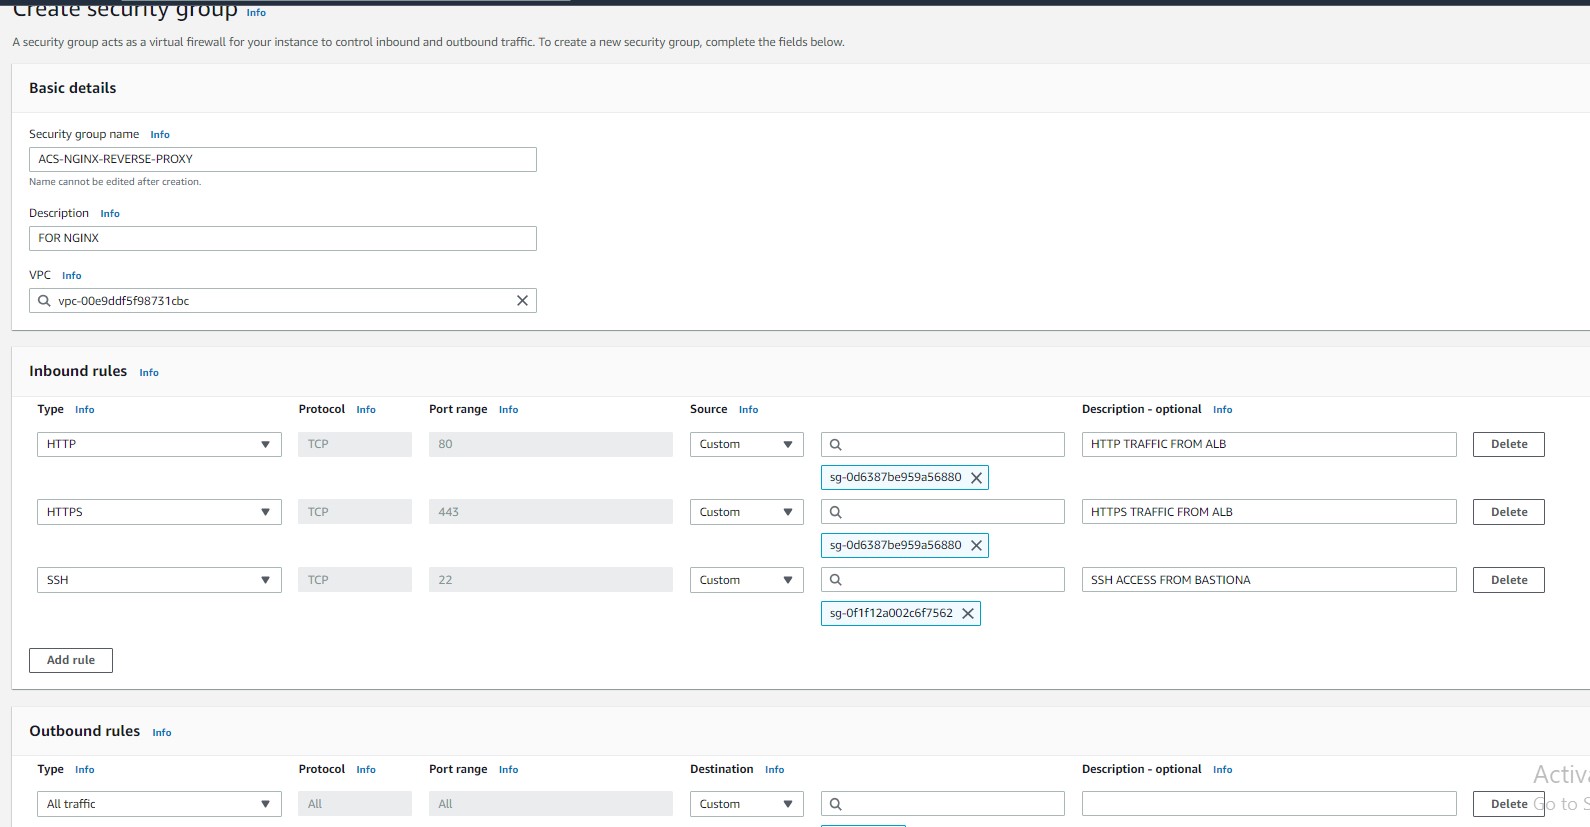 Create security group Info
A security group acts as a virtual firewall for your instance to control inbound and outbound traffic. To create a new security group, complete the fields below.
Basic details
Security group name Info
ACS-NGINX-REVERSE-PROXY
Name cannot be edited after creation.
Description Info
FOR NGINX
VPC Info
vpc-00e9ddf5f98731cbc
Inbound rules Info
Type Info Protocol Info Port range Info Source Info Description - optional Info
HTTP TCP 80 Custom HTTP TRAFFIC FROM ALB Delete
sg-0d6387be959a56880
HTTPS TCP 443 Custom HTTPS TRAFFIC FROM ALB Delete
sg-0d6387be959a56880
SSH TCP 22 Custom SSH ACCESS FROM BASTIONA Delete
sg-0f1f12a002c6f7562
Add rule
Outbound rules Info
Type Info Protocol Info Port range Info Destination Info Description - optional Info
Activa
All traffic All All Custom Delete
Go to S